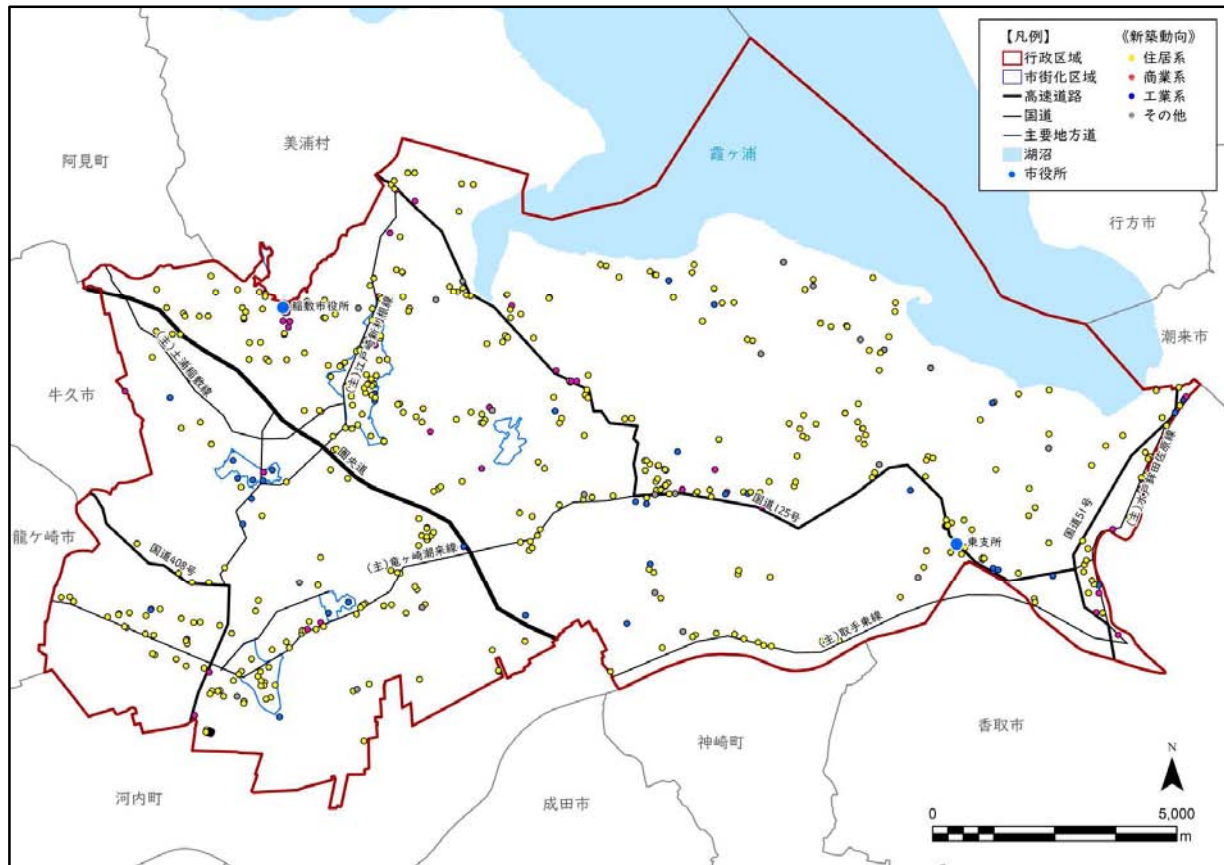 【凡例】
行政区域
市街化区域
高速道路
国道
主要地方道
湖沼
市役所
《新築動向》
住居系
商業系
工業系
その他
美浦村
阿見町
霞ヶ浦
行方市
稲敷市役所
潮来市
(主)江戸崎新利根線
(主)土浦稲敷線
牛久市
圏央道
(主)水戸鉾田佐原線
国道51号
国道125号
龍ケ崎市
国道408号
(主)竜ヶ崎潮来線
東支所
(主)取手東線
香取市
神崎町
河内町
成田市
N
0
5,000
m